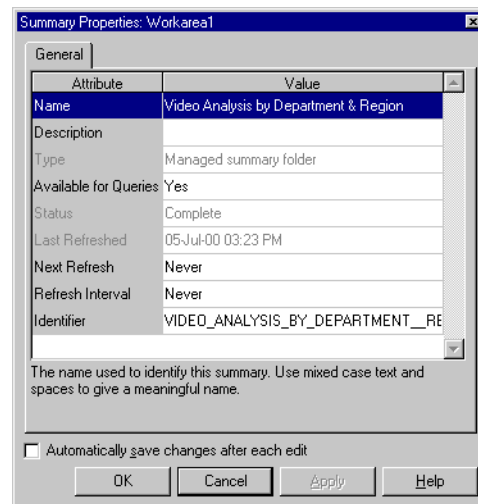 Summary Properties: Workarea1
General
Attribute Value
Name Video Analysis by Department & Region
Description
Type Managed summary folder
Available for Queries Yes
Status Complete
Last Refreshed 05-Jul-00 03:23 PM
Next Refresh Never
Refresh Interval Never
Identifier VIDEO_ANALYSIS_BY_DEPARTMENT__RE
The name used to identify this summary. Use mixed case text and
spaces to give a meaningful name.
Automatically save changes after each edit
OK Cancel Apply Help